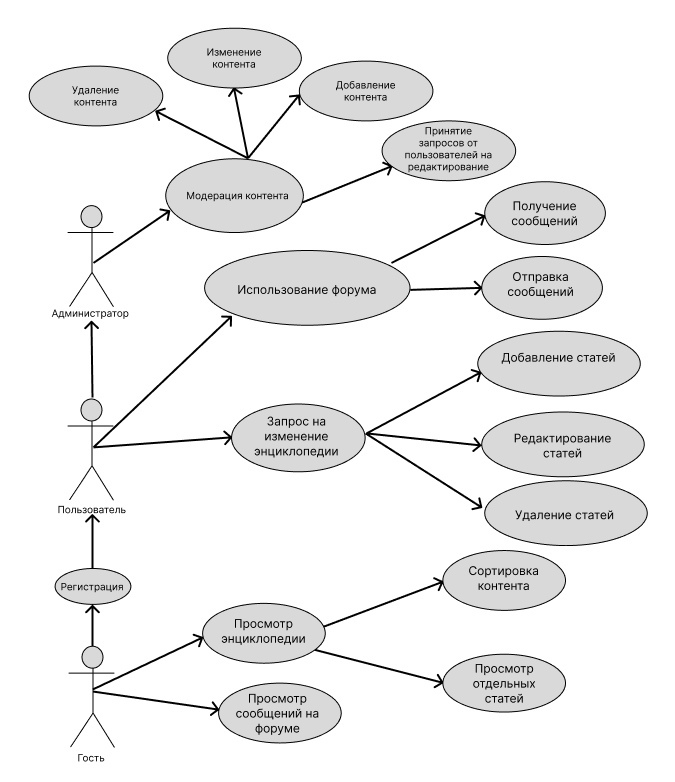 Изменение
контента
Удаление
контента
Добавление
контента
Принятие
запросов от
пользователей на
редактирование
Модерация контента
Получение
сообщений
Использование форума
Отправка
сообщений
Администратор
Добавление статей
Запрос на
изменение
энциклопедии
Редактирование
статей
Пользователь
Удаление статей
Регистрация
Сортировка
контента
Просмотр
энциклопедии
Просмотр
отдельных
статей
Просмотр
сообщений на
форуме
Гость